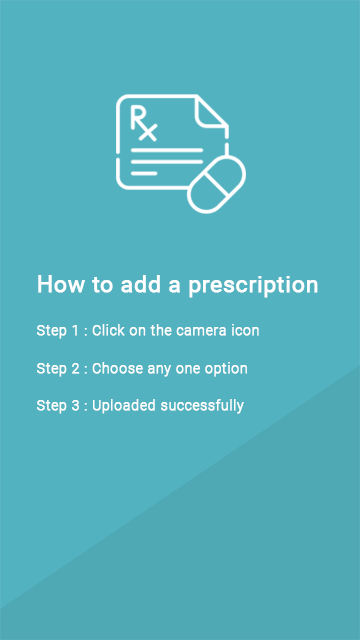 Rx
How to add a prescription
Step 1 : Click on the camera icon
Step 2 : Choose any one option
Step 3 : Uploaded successfully